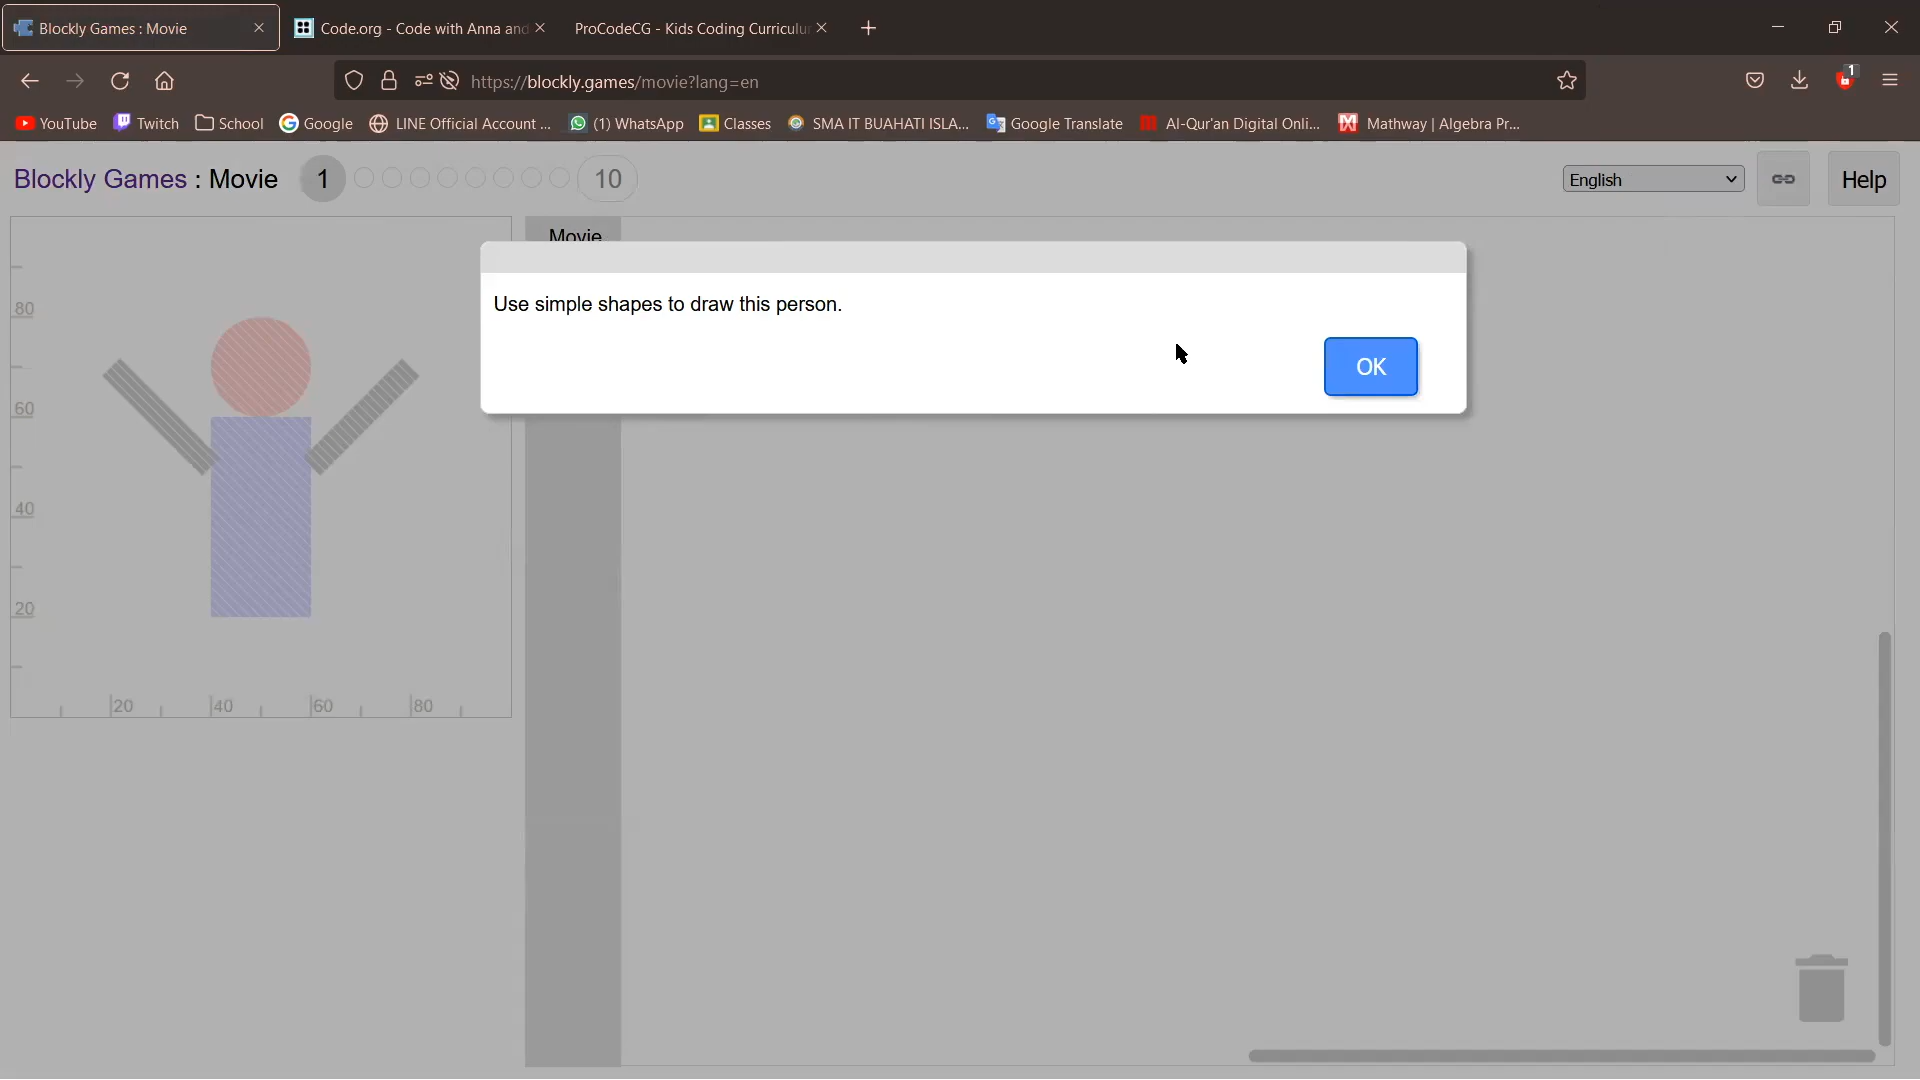 Blockly Games : Movie
Code.org - Code with Anna and
ProCodeCG - Kids Coding Curriculu
https://blockly.games/movie?lang=en
1
YouTube
Twitch
School
Google
LINE Official Account ...
(1) WhatsApp
Classes
SMA IT BUAHATI ISLA...
Google Translate
Al-Qur'an Digital Onli...
Mathway | Algebra Pr...
Blockly Games : Movie
1
10
English
Help
Movie
Use simple shapes to draw this person.
OK
80
60
40
20
20
40
60
80